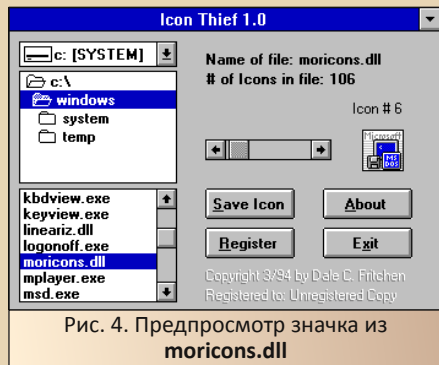 Icon Thief 1.0
c: [SYSTEM]
c:\
windows
system
temp
kbdview.exe
keyview.exe
lineariz.dll
logonoff.exe
moricons.dll
mplayer.exe
msd.exe
Name of file: moricons.dll
# of Icons in file: 106
Icon # 6
Microsoft
MS
DOS
Save Icon
About
Register
Exit
Copyright 3/94 by Dale C. Fritchen
Registered to: Unregistered Copy
Рис. 4. Предпросмотр значка из
moricons.dll